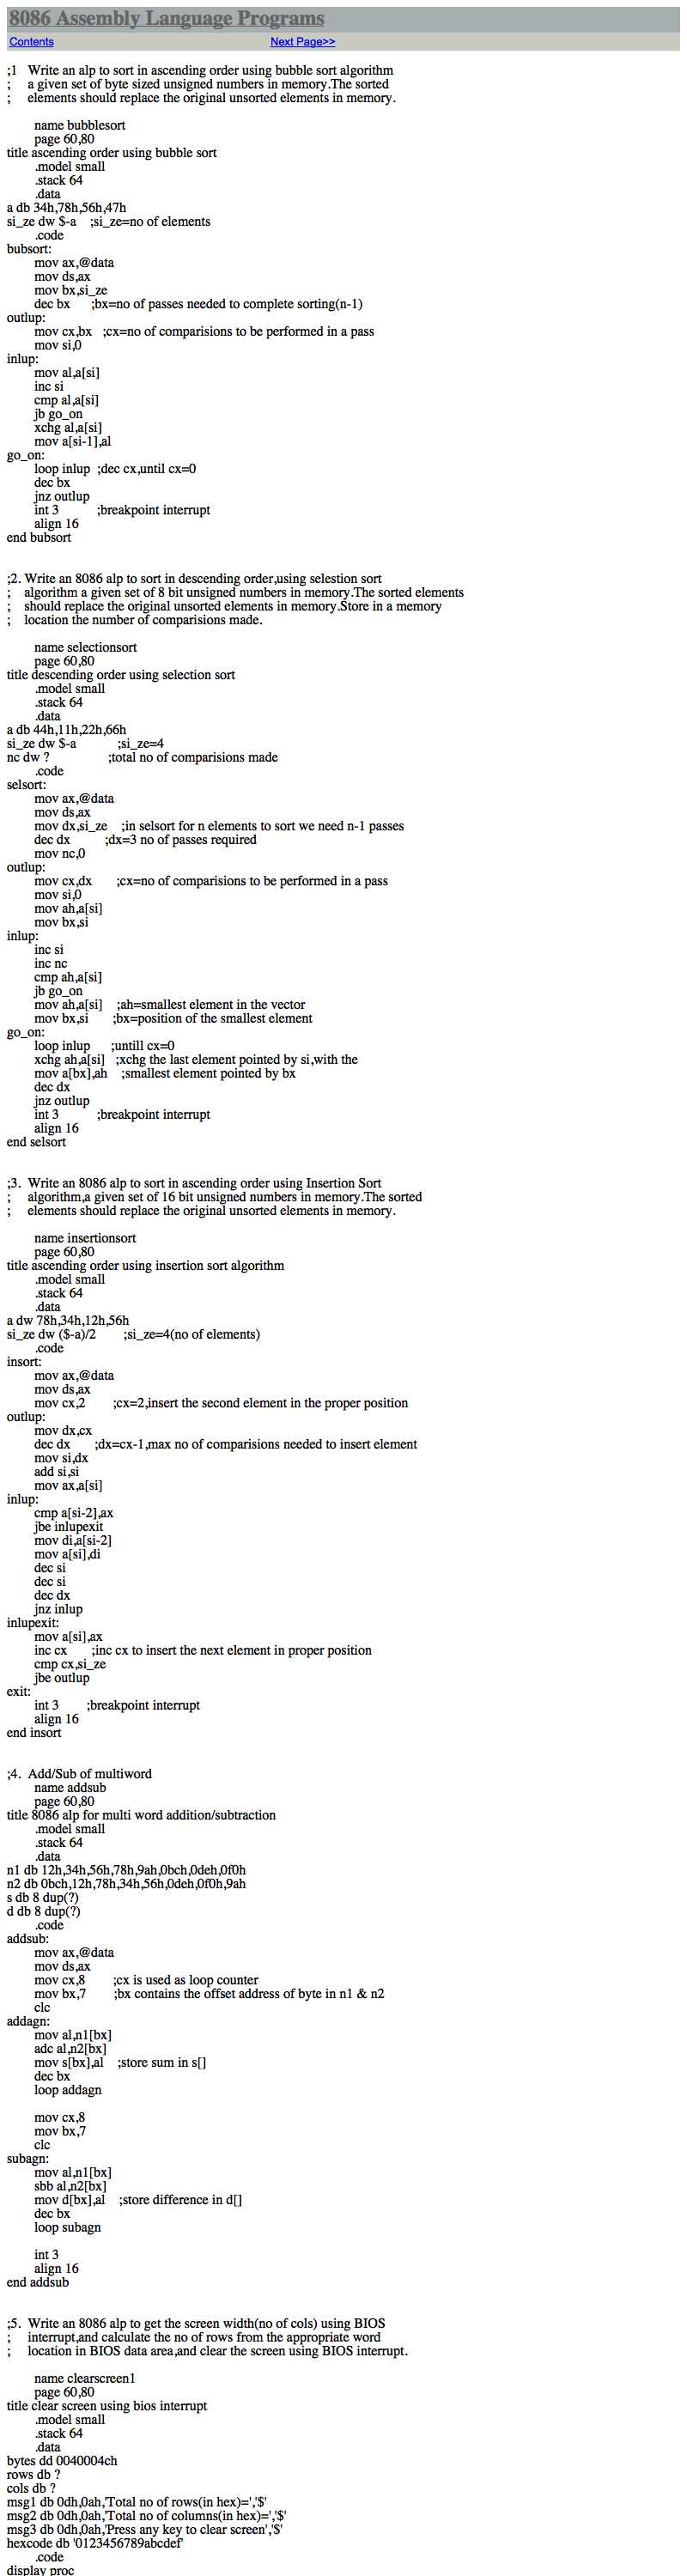 8086 Assembly Language Programs
Contents Next Page>>
;1 Write an alp to sort in ascending order using bubble sort algorithm
; a given set of byte sized unsigned numbers in memory.The sorted
; elements should replace the original unsorted elements in memory.
name bubblesort
page 60,80
title ascending order using bubble sort
.model small
.stack 64
.data
a db 34h,78h,56h,47h
si_ze dw $-a ;si_ze=no of elements
.code
bubsort:
mov ax,@data
mov ds,ax
mov bx,si_ze
dec bx ;bx=no of passes needed to complete sorting(n-1)
outlup:
mov cx,bx ;cx=no of comparisions to be performed in a pass
mov si,0
inlup:
mov al,a[si]
inc si
cmp al,a[si]
jb go_on
xchg al,a[si]
mov a[si-1],al
go_on:
loop inlup ;dec cx,until cx=0
dec bx
jnz outlup
int 3 ;breakpoint interrupt
align 16
end bubsort
;2. Write an 8086 alp to sort in descending order,using selestion sort
; algorithm a given set of 8 bit unsigned numbers in memory.The sorted elements
; should replace the original unsorted elements in memory.Store in a memory
; location the number of comparisions made.
name selectionsort
page 60,80
title descending order using selection sort
.model small
.stack 64
.data
a db 44h,11h,22h,66h
si_ze dw $-a ;si_ze=4
nc dw ? ;total no of comparisions made
.code
selsort:
mov ax,@data
mov ds,ax
mov dx,si_ze ;in selsort for n elements to sort we need n-1 passes
dec dx ;dx=3 no of passes required
mov nc,0
outlup:
mov cx,dx ;cx=no of comparisions to be performed in a pass
mov si,0
mov ah,a[si]
mov bx,si
inlup:
inc si
inc nc
cmp ah,a[si]
jb go_on
mov ah,a[si] ;ah=smallest element in the vector
mov bx,si ;bx=position of the smallest element
go_on:
loop inlup ;untill cx=0
xchg ah,a[si] ;xchg the last element pointed by si,with the
mov a[bx],ah ;smallest element pointed by bx
dec dx
jnz outlup
int 3 ;breakpoint interrupt
align 16
end selsort
;3. Write an 8086 alp to sort in ascending order using Insertion Sort
; algorithm,a given set of 16 bit unsigned numbers in memory.The sorted
; elements should replace the original unsorted elements in memory.
name insertionsort
page 60,80
title ascending order using insertion sort algorithm
.model small
.stack 64
.data
a dw 78h,34h,12h,56h
si_ze dw ($-a)/2 ;si_ze=4(no of elements)
.code
insort:
mov ax,@data
mov ds,ax
mov cx,2 ;cx=2,insert the second element in the proper position
outlup:
mov dx,cx
dec dx ;dx=cx-1,max no of comparisions needed to insert element
mov si,dx
add si,si
mov ax,a[si]
inlup:
cmp a[si-2],ax
jbe inlupexit
mov di,a[si-2]
mov a[si],di
dec si
dec si
dec dx
jnz inlup
inlupexit:
mov a[si],ax
inc cx ;inc cx to insert the next element in proper position
cmp cx,si_ze
jbe outlup
exit:
int 3 ;breakpoint interrupt
align 16
end insort
;4. Add/Sub of multiword
name addsub
page 60,80
title 8086 alp for multi word addition/subtraction
.model small
.stack 64
.data
n1 db 12h,34h,56h,78h,9ah,0bch,0deh,0f0h
n2 db 0bch,12h,78h,34h,56h,0deh,0f0h,9ah
s db 8 dup(?)
d db 8 dup(?)
.code
addsub:
mov ax,@data
mov ds,ax
mov cx,8 ;cx is used as loop counter
mov bx,7 ;bx contains the offset address of byte in n1 & n2
clc
addagn:
mov al,n1[bx]
adc al,n2[bx]
mov s[bx],al ;store sum in s[]
dec bx
loop addagn
mov cx,8
mov bx,7
clc
subagn:
mov al,n1[bx]
sbb al,n2[bx]
mov d[bx],al ;store difference in d[]
dec bx
loop subagn
int 3
align 16
end addsub
;5. Write an 8086 alp to get the screen width(no of cols) using BIOS
; interrupt,and calculate the no of rows from the appropriate word
; location in BIOS data area,and clear the screen using BIOS interrupt.
name clearscreen1
page 60,80
title clear screen using bios interrupt
.model small
.stack 64
.data
bytes dd 0040004ch
rows db ?
cols db ?
msg1 db 0dh,0ah,'Total no of rows(in hex)=','$'
msg2 db 0dh,0ah,'Total no of columns(in hex)=','$'
msg3 db 0dh,0ah,'Press any key to clear screen','$'
hexcode db '0123456789abcdef'
.code
display proc